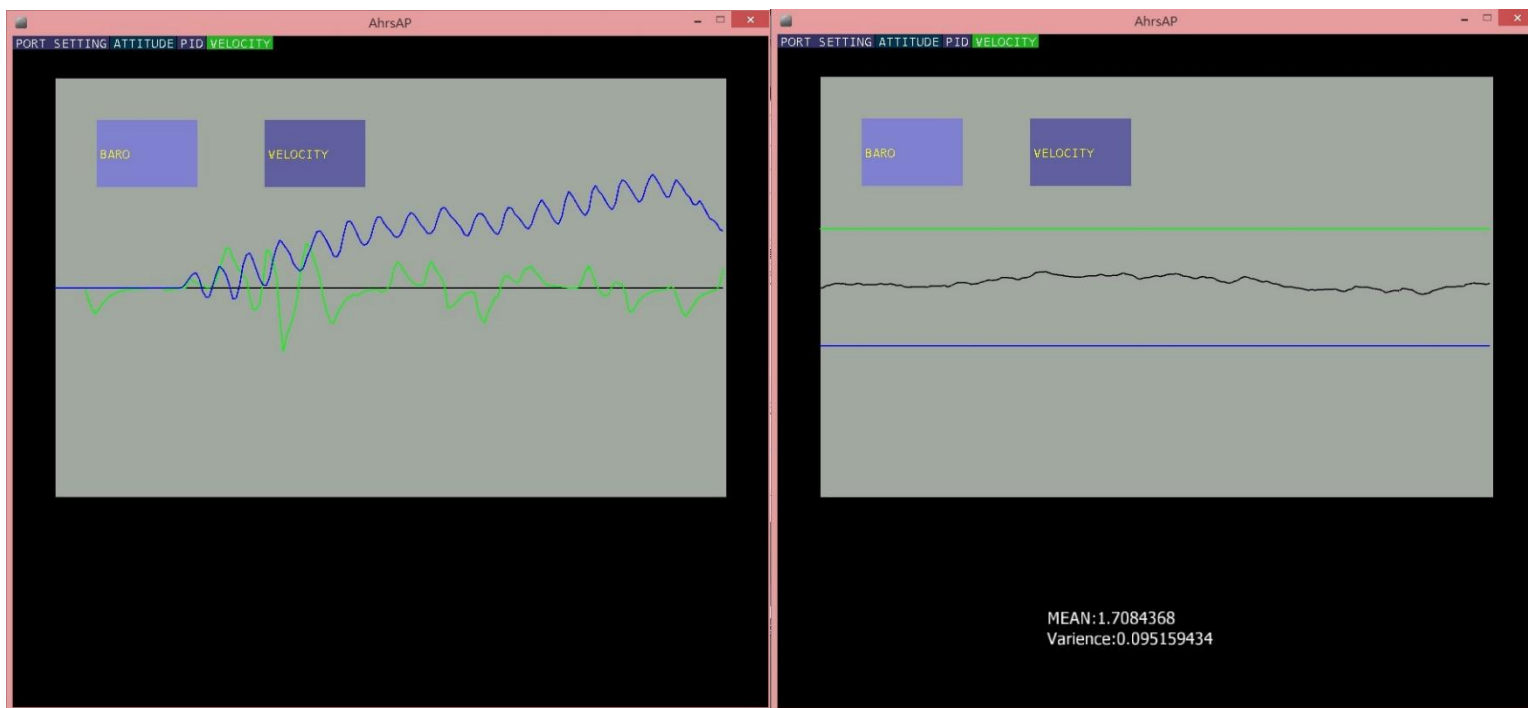 AhrsAP
PORT SETTING ATTITUDE PID VELOCITY
BARO
VELOCITY
AhrsAP
PORT SETTING ATTITUDE PID VELOCITY
BARO
VELOCITY
MEAN:1.7084368
Varience:0.095159434